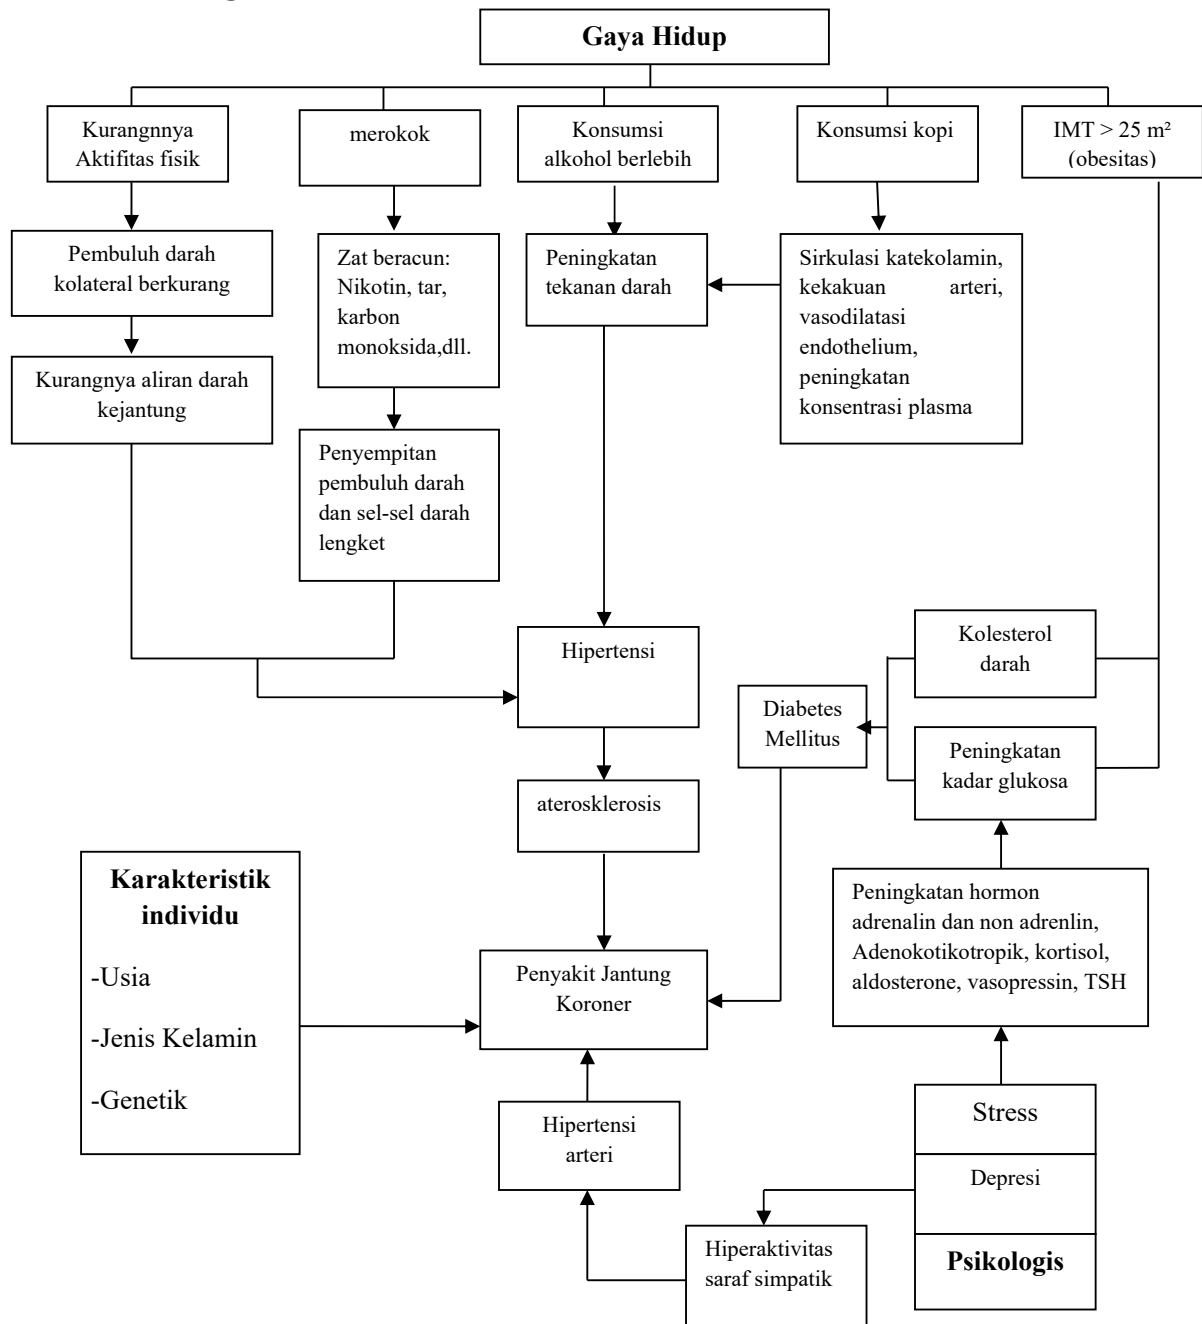 Gaya Hidup
Kurangnnya
Aktifitas fisik
merokok
Konsumsi
alkohol berlebih
Konsumsi kopi
IMT > 25 m²
(obesitas)
Pembuluh darah
kolateral berkurang
Zat beracun:
Nikotin, tar,
karbon
monoksida,dll.
Peningkatan
tekanan darah
Sirkulasi katekolamin,
kekakuan arteri,
vasodilatasi
endothelium,
peningkatan
konsentrasi plasma
Kurangnya aliran darah
kejantung
Penyempitan
pembuluh darah
dan sel-sel darah
lengket
Hipertensi
Kolesterol
darah
Diabetes
Mellitus
Peningkatan
kadar glukosa
aterosklerosis
Karakteristik
individu
-Usia
-Jenis Kelamin
-Genetik
Peningkatan hormon
adrenalin dan non adrenlin,
Adenokotikotropik, kortisol,
aldosterone, vasopressin, TSH
Penyakit Jantung
Koroner
Hipertensi
arteri
Stress
Depresi
Psikologis
Hiperaktivitas
saraf simpatik